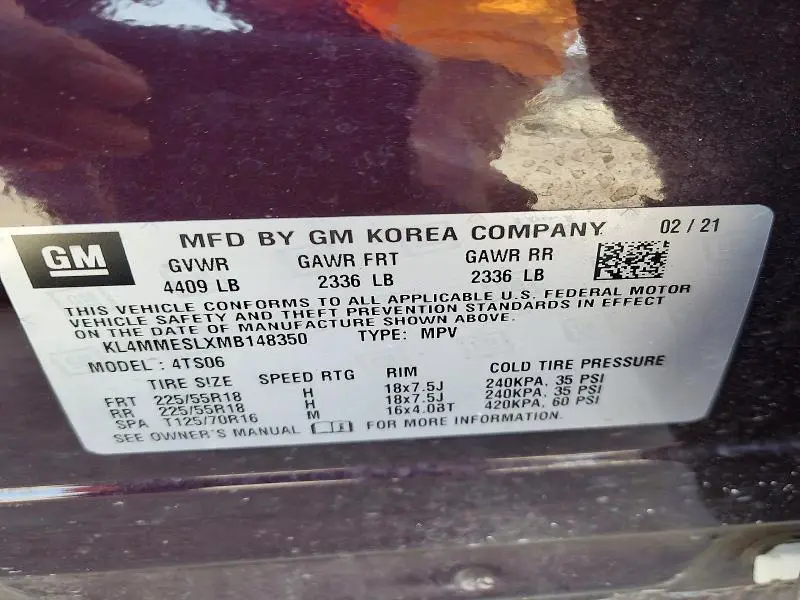 GM
MFD BY GM KOREA COMPANY 02 / 21
GVWR GAWR FRT GAWR RR
4409 LB 2336 LB 2336 LB
THIS VEHICLE CONFORMS TO ALL APPLICABLE U.S. FEDERAL MOTOR
VEHICLE SAFETY AND THEFT PREVENTION STANDARDS IN EFFECT
ON THE DATE OF MANUFACTURE SHOWN ABOVE.
KL4MMESLXMB148350 TYPE: MPV
MODEL : 4TS06
TIRE SIZE SPEED RTG RIM COLD TIRE PRESSURE
FRT 225/55R18 H 18x7.5J 240KPA, 35 PSI
RR 225/55R18 H 18x7.5J 240KPA, 35 PSI
SPA T125/70R16 M 16x4.0BT 420KPA, 60 PSI
SEE OWNER'S MANUAL FOR MORE INFORMATION.